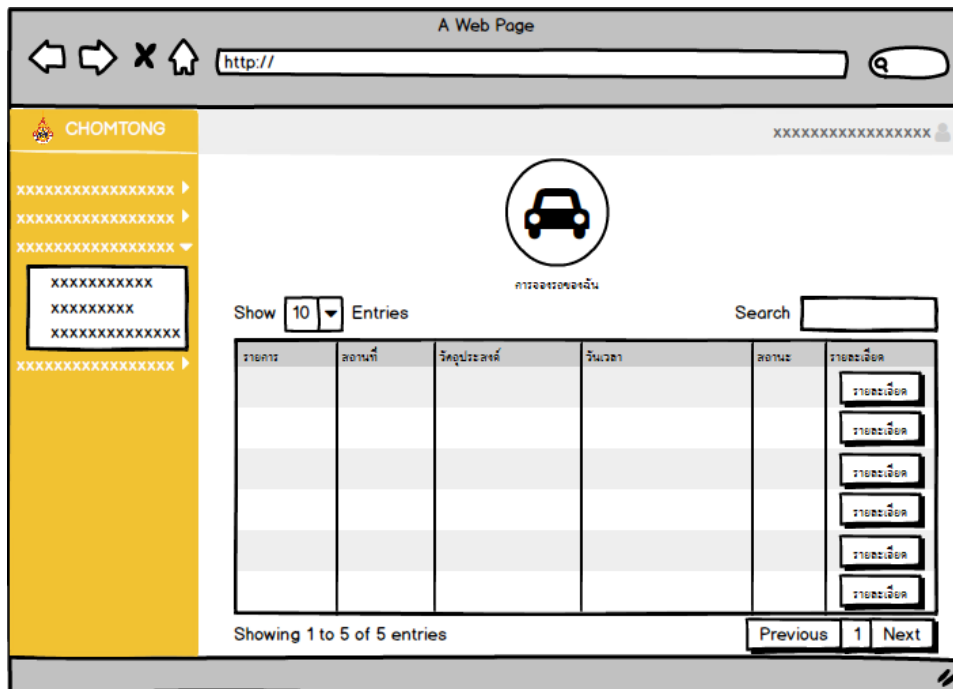 A Web Page
http://
CHOMTONG
xxxxxxxxxxxxxxxxx
xxxxxxxxxxxxxxxxx
xxxxxxxxxxxxxxxxx
xxxxxxxxxxxxxxxxx
xxxxxxxxxxx
xxxxxxxxx
xxxxxxxxxxxxxx
xxxxxxxxxxxxxxxxx
การจองรถของฉัน
Show 10 Entries
Search
รายการ สถานที่ วัตถุประสงค์ วันเวลา สถานะ รายละเอียด
รายละเอียด
รายละเอียด
รายละเอียด
รายละเอียด
รายละเอียด
รายละเอียด
Showing 1 to 5 of 5 entries
Previous 1 Next